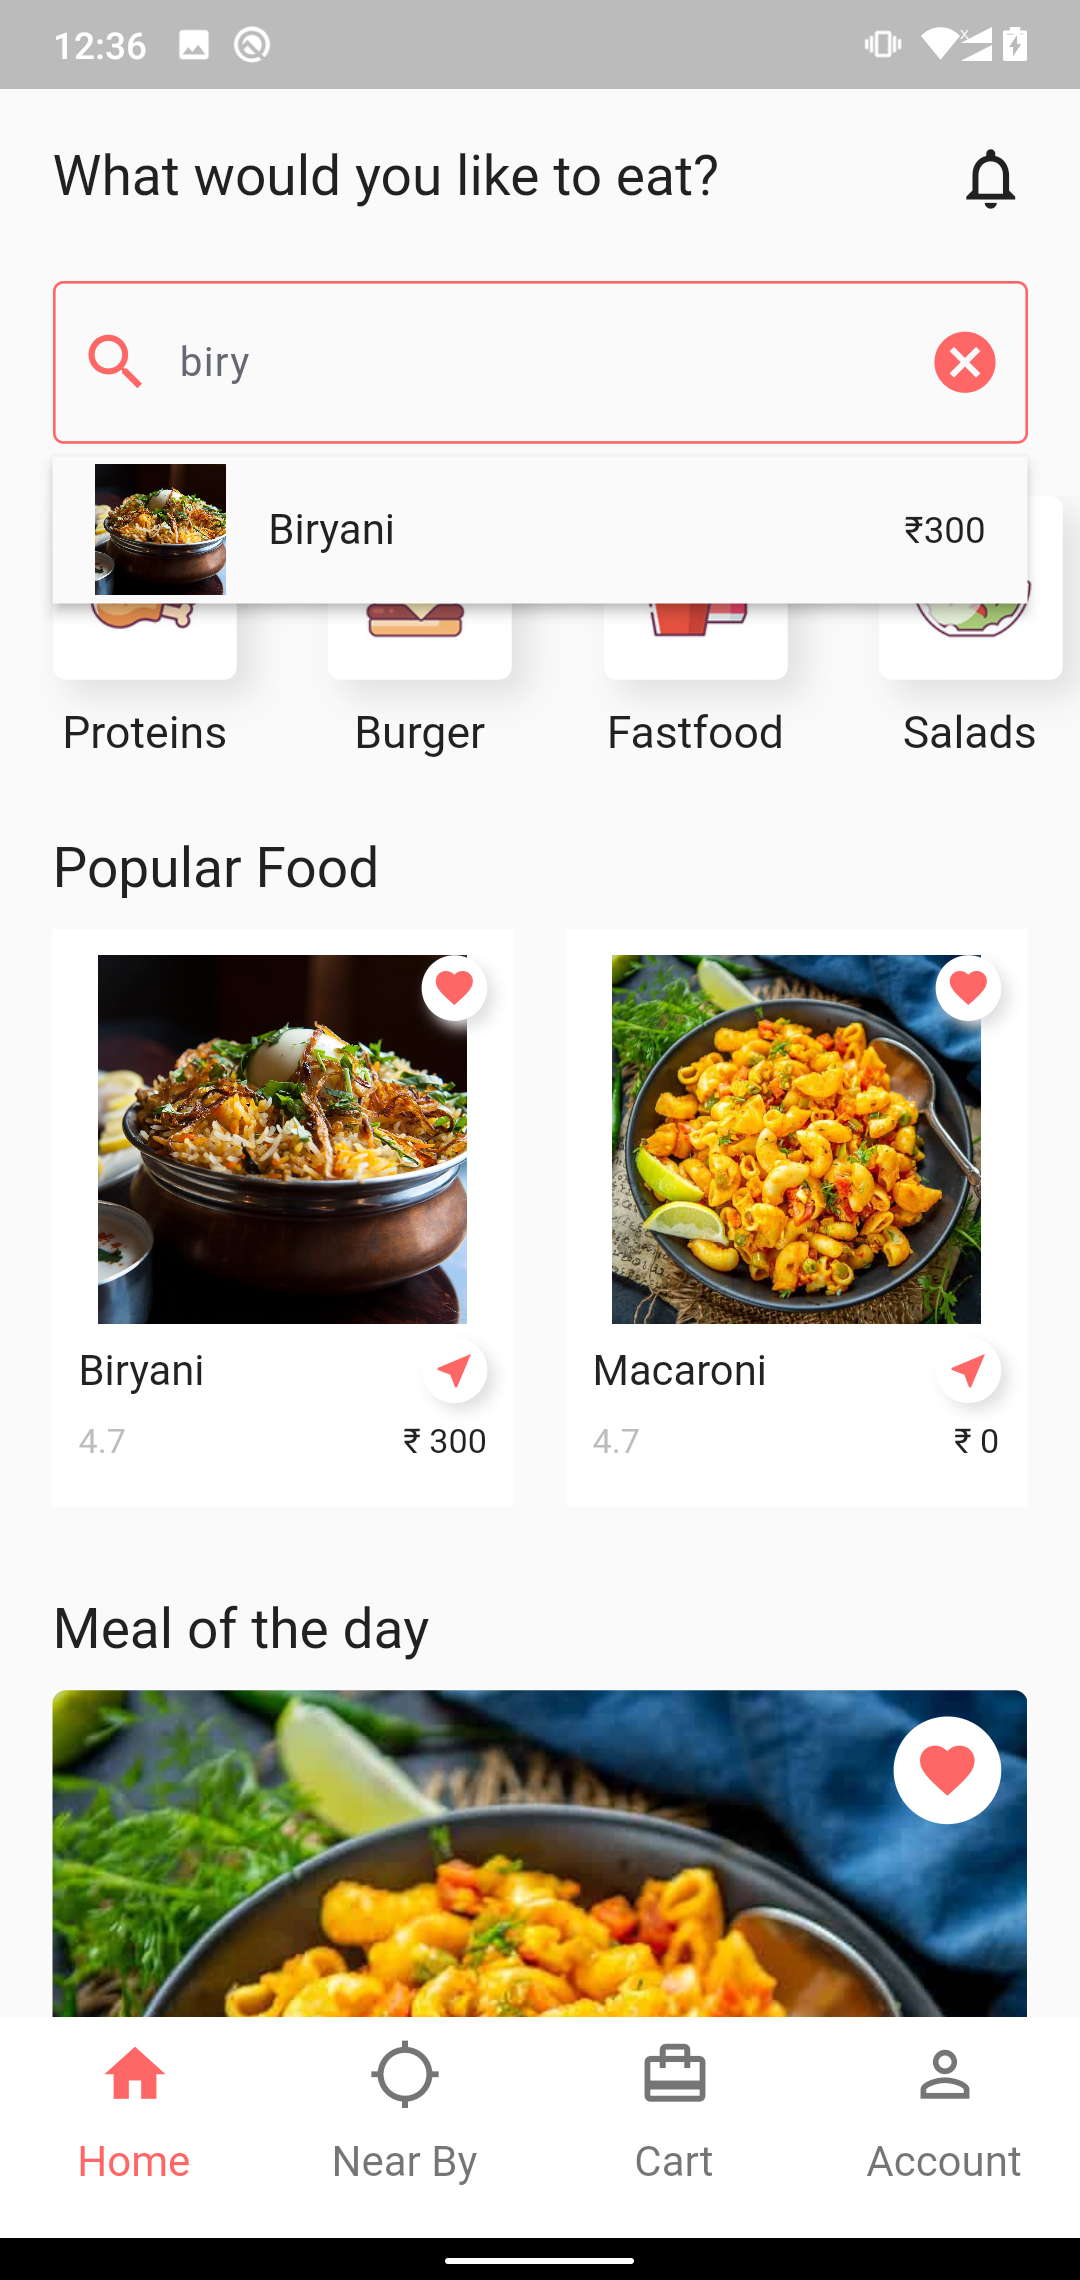 12:36
What would you like to eat?
biry
Biryani ₹300
Proteins Burger Fastfood Salads
Popular Food
Biryani Macaroni
4.7 ₹ 300 4.7 ₹ 0
Meal of the day
Home Near By Cart Account